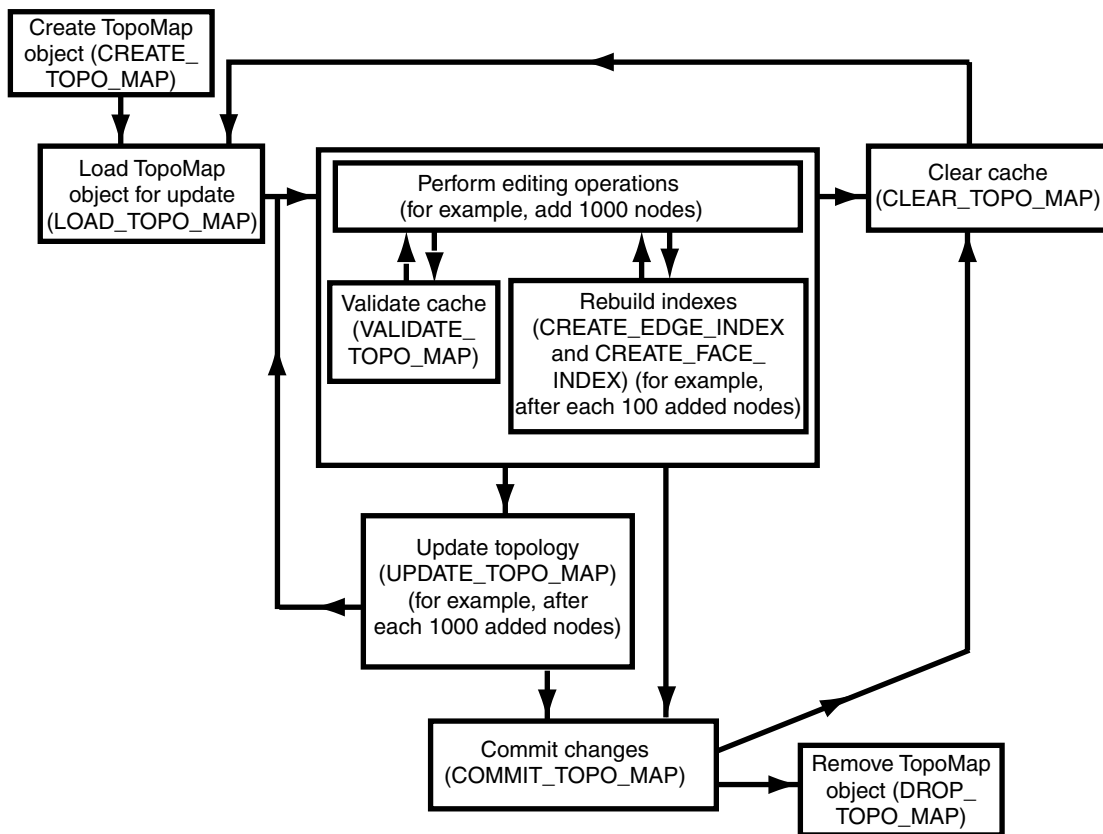 Create TopoMap
object (CREATE_
TOPO_MAP)
Load TopoMap
object for update
(LOAD_TOPO_MAP)
Perform editing operations
(for example, add 1000 nodes)
Clear cache
(CLEAR_TOPO_MAP)
Validate cache
(VALIDATE_
TOPO_MAP)
Rebuild indexes
(CREATE_EDGE_INDEX
and CREATE_FACE_
INDEX) (for example,
after each 100 added nodes)
Update topology
(UPDATE_TOPO_MAP)
(for example, after
each 1000 added nodes)
Commit changes
(COMMIT_TOPO_MAP)
Remove TopoMap
object (DROP_
TOPO_MAP)